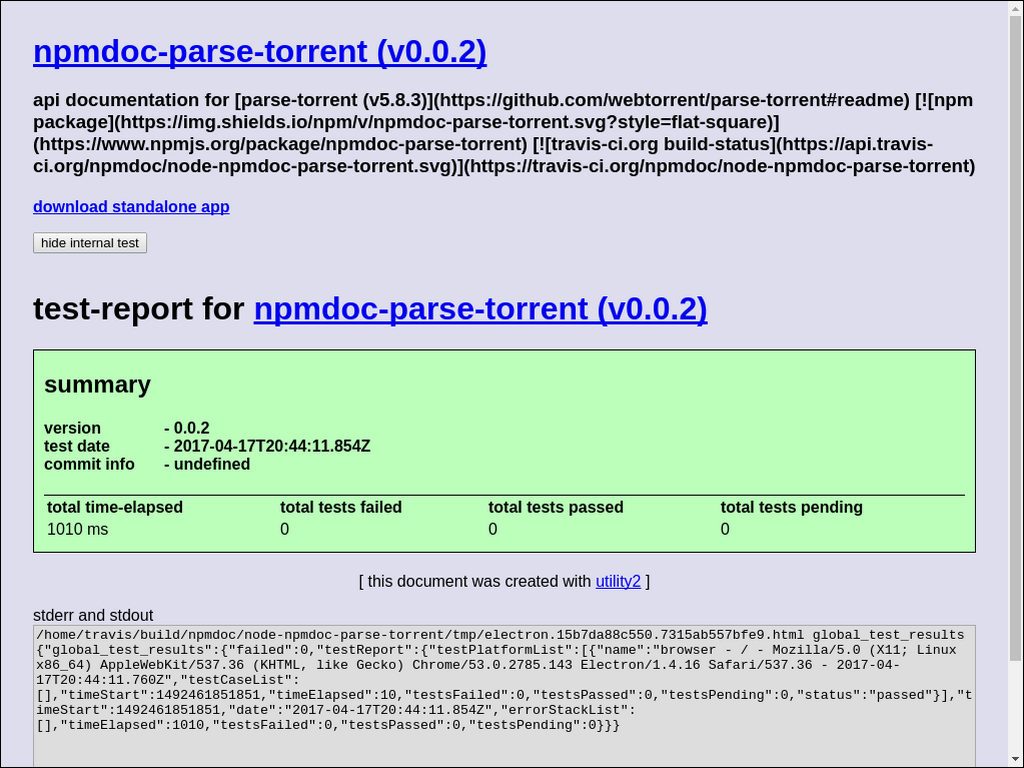 npmdoc-parse-torrent (v0.0.2)
api documentation for [parse-torrent (v5.8.3)](https://github.com/webtorrent/parse-torrent#readme) [![npm
package](https://img.shields.io/npm/v/npmdoc-parse-torrent.svg?style=flat-square)]
(https://www.npmjs.org/package/npmdoc-parse-torrent) [![travis-ci.org build-status](https://api.travis-
ci.org/npmdoc/node-npmdoc-parse-torrent.svg)](https://travis-ci.org/npmdoc/node-npmdoc-parse-torrent)
download standalone app
hide internal test
test-report for npmdoc-parse-torrent (v0.0.2)
summary
version - 0.0.2
test date - 2017-04-17T20:44:11.854Z
commit info - undefined
total time-elapsed total tests failed total tests passed total tests pending
1010 ms 0 0 0
[ this document was created with utility2 ]
stderr and stdout
/home/travis/build/npmdoc/node-npmdoc-parse-torrent/tmp/electron.15b7da88c550.7315ab557bfe9.html global_test_results
{"global_test_results":{"failed":0,"testReport":{"testPlatformList":[{"name":"browser - / - Mozilla/5.0 (X11; Linux
x86_64) AppleWebKit/537.36 (KHTML, like Gecko) Chrome/53.0.2785.143 Electron/1.4.16 Safari/537.36 - 2017-04-
17T20:44:11.760Z","testCaseList":
[],"timeStart":1492461851851,"timeElapsed":10,"testsFailed":0,"testsPassed":0,"testsPending":0,"status":"passed"}],"t
imeStart":1492461851851,"date":"2017-04-17T20:44:11.854Z","errorStackList":
[],"timeElapsed":1010,"testsFailed":0,"testsPassed":0,"testsPending":0}}}